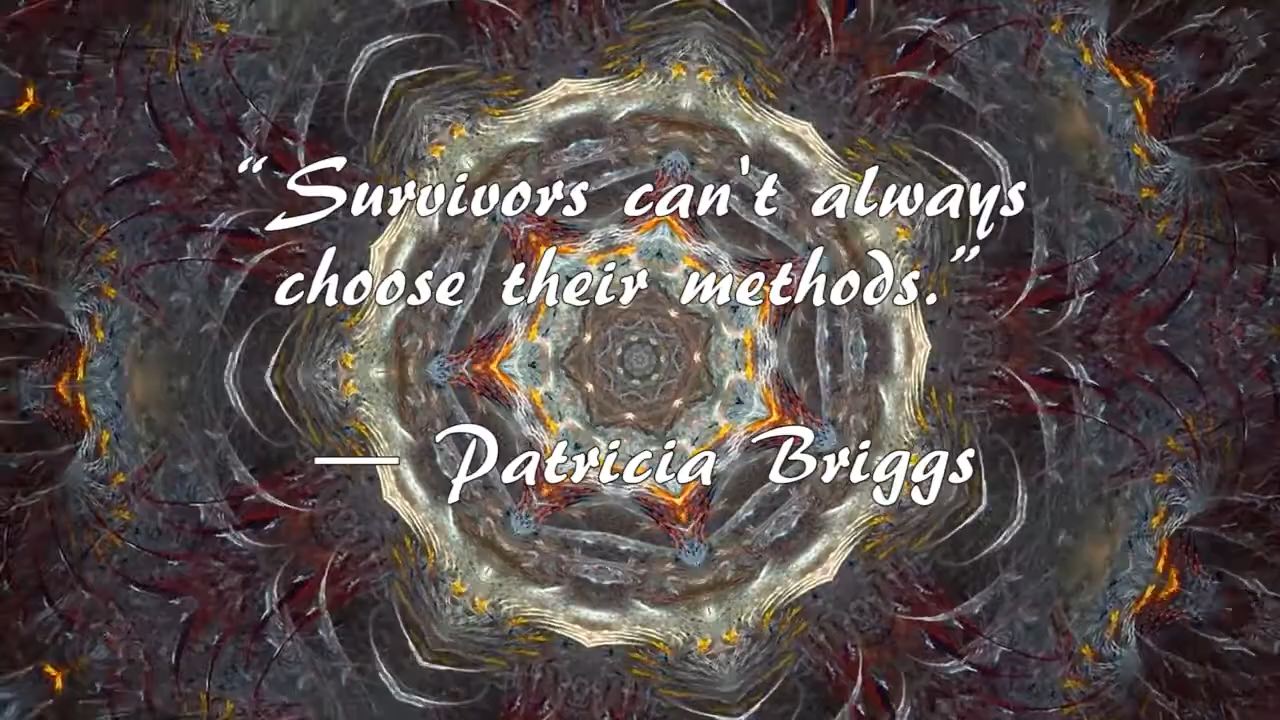 “Survivors can't always
choose their methods.”
— Patricia Briggs